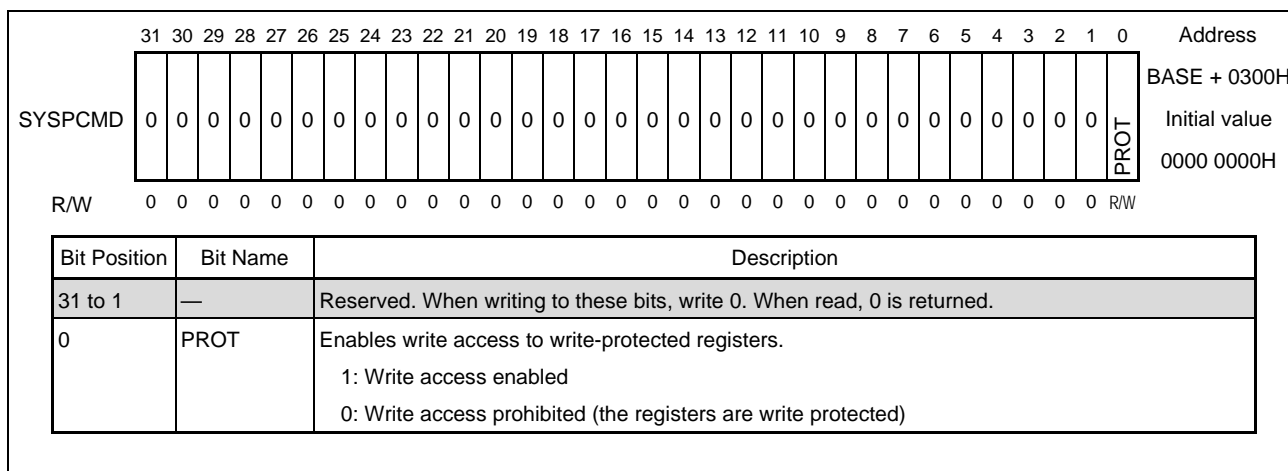 31 30 29 28 27 26 25 24 23 22 21 20 19 18 17 16 15 14 13 12 11 10 9 8 7 6 5 4 3 2 1 0 Address
BASE + 0300H
SYSPCMD 0 0 0 0 0 0 0 0 0 0 0 0 0 0 0 0 0 0 0 0 0 0 0 0 0 0 0 0 0 0 0 PROT Initial value
0000 0000H
R/W 0 0 0 0 0 0 0 0 0 0 0 0 0 0 0 0 0 0 0 0 0 0 0 0 0 0 0 0 0 0 0 R/W
Bit Position Bit Name Description
31 to 1 — Reserved. When writing to these bits, write 0. When read, 0 is returned.
0 PROT Enables write access to write-protected registers.
1: Write access enabled
0: Write access prohibited (the registers are write protected)